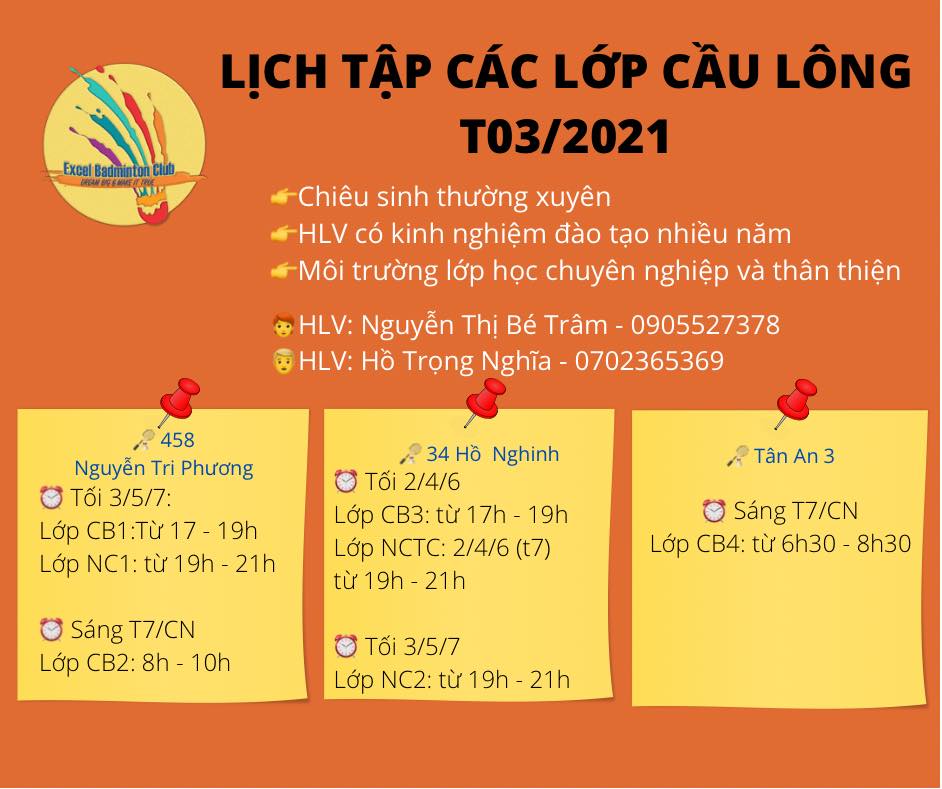 LỊCH TẬP CÁC LỚP CẦU LÔNG
T03/2021
Excel Badminton Club
DREAM BIG & MAKE IT TRUE
👉Chiêu sinh thường xuyên
👉HLV có kinh nghiệm đào tạo nhiều năm
👉Môi trường lớp học chuyên nghiệp và thân thiện
HLV: Nguyễn Thị Bé Trâm - 0905527378
HLV: Hồ Trọng Nghĩa - 0702365369
458
Nguyễn Tri Phương
⏰ Tối 3/5/7:
Lớp CB1:Từ 17 - 19h
Lớp NC1: từ 19h - 21h
⏰ Sáng T7/CN
Lớp CB2: 8h - 10h
34 Hồ Nghinh
⏰ Tối 2/4/6
Lớp CB3: từ 17h - 19h
Lớp NCTC: 2/4/6 (t7)
từ 19h - 21h
⏰ Tối 3/5/7
Lớp NC2: từ 19h - 21h
Tân An 3
⏰ Sáng T7/CN
Lớp CB4: từ 6h30 - 8h30